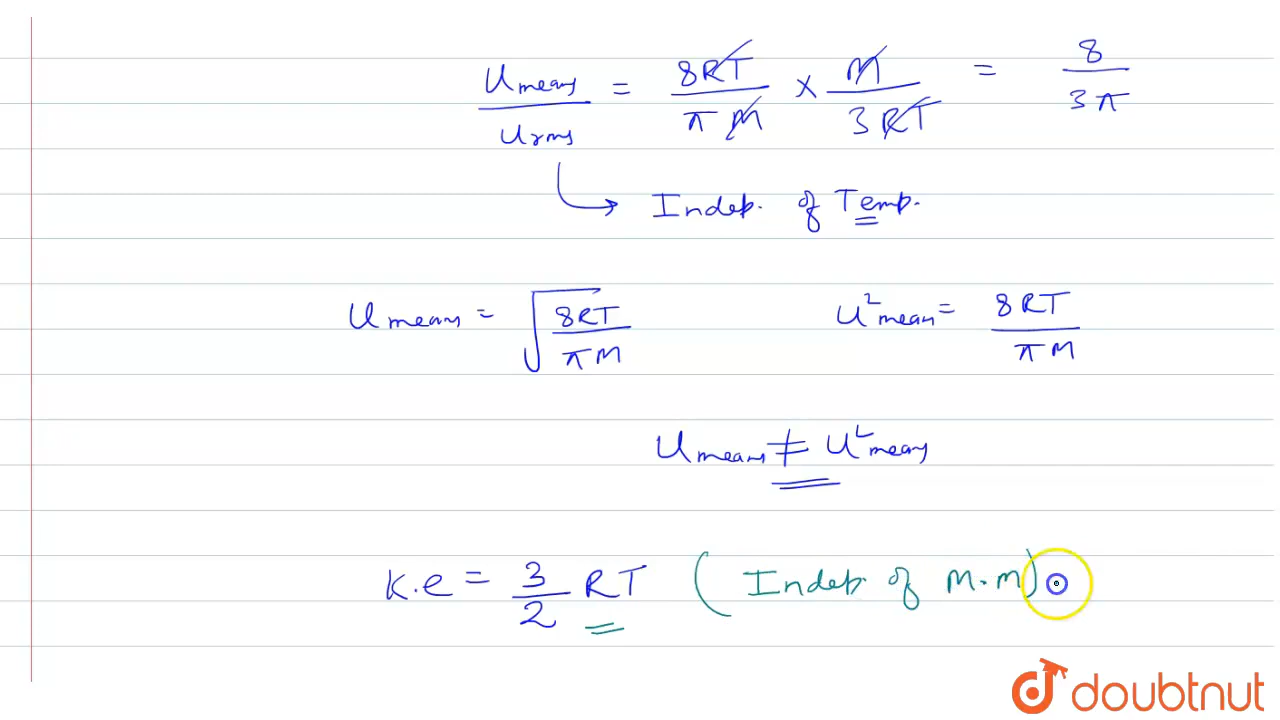 Umean/Urms = 8RT/πM × M/3RT = 8/3π
Indep. of Temp.
Umean = √8RT/πM U²mean = 8RT/πM
Umean ≠ U²mean
K.e = 3/2 RT (Indep. of M.m)
doubtnut